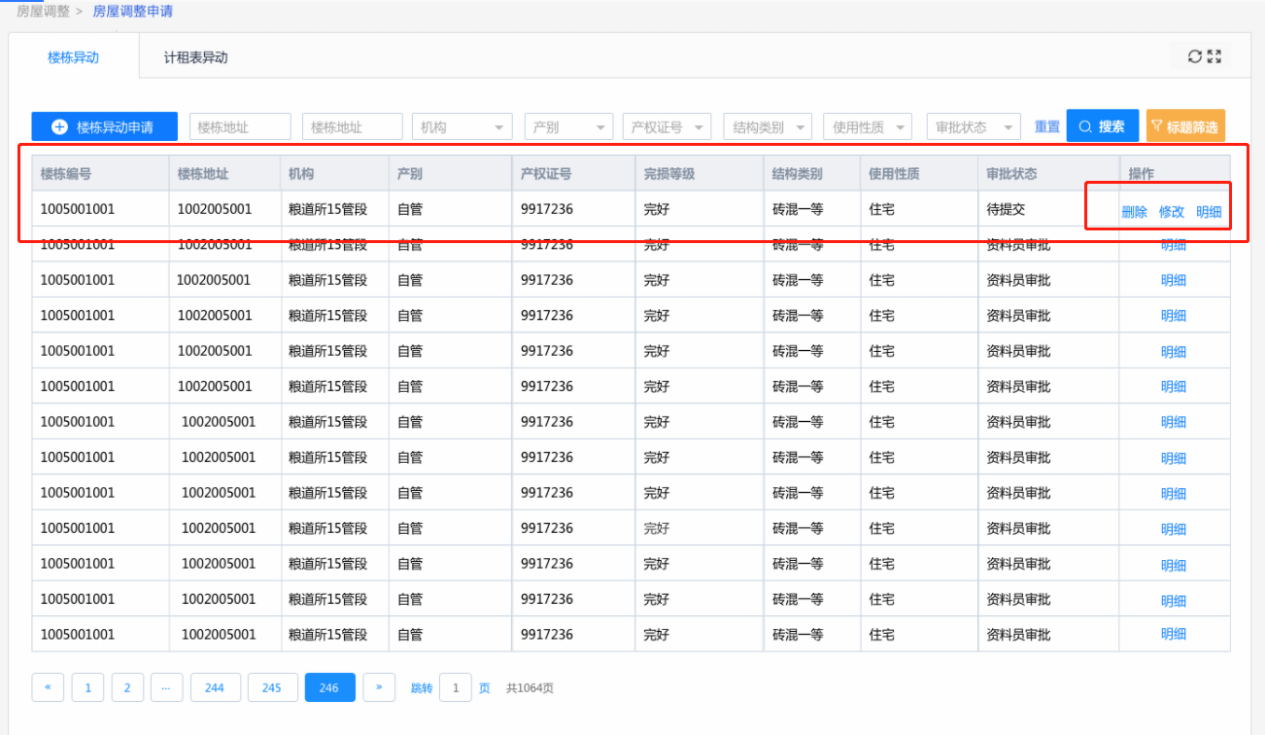 房屋调整 > 房屋调整申请
楼栋异动 计租表异动
楼栋异动申请 楼栋地址 楼栋地址 机构 产别 产权证号 结构类别 使用性质 审批状态 重置 搜索 标题筛选
楼栋编号 楼栋地址 机构 产别 产权证号 完损等级 结构类别 使用性质 审批状态 操作
1005001001 1002005001 粮道所15管段 自管 9917236 完好 砖混一等 住宅 待提交 删除 修改 明细
1005001001 1002005001 粮道所15管段 自管 9917236 完好 砖混一等 住宅 资料员审批 明细
1005001001 1002005001 粮道所15管段 自管 9917236 完好 砖混一等 住宅 资料员审批 明细
1005001001 1002005001 粮道所15管段 自管 9917236 完好 砖混一等 住宅 资料员审批 明细
1005001001 1002005001 粮道所15管段 自管 9917236 完好 砖混一等 住宅 资料员审批 明细
1005001001 1002005001 粮道所15管段 自管 9917236 完好 砖混一等 住宅 资料员审批 明细
1005001001 1002005001 粮道所15管段 自管 9917236 完好 砖混一等 住宅 资料员审批 明细
1005001001 1002005001 粮道所15管段 自管 9917236 完好 砖混一等 住宅 资料员审批 明细
1005001001 1002005001 粮道所15管段 自管 9917236 完好 砖混一等 住宅 资料员审批 明细
1005001001 1002005001 粮道所15管段 自管 9917236 完好 砖混一等 住宅 资料员审批 明细
1005001001 1002005001 粮道所15管段 自管 9917236 完好 砖混一等 住宅 资料员审批 明细
1005001001 1002005001 粮道所15管段 自管 9917236 完好 砖混一等 住宅 资料员审批 明细
1005001001 1002005001 粮道所15管段 自管 9917236 完好 砖混一等 住宅 资料员审批 明细
« 1 2 ... 244 245 246 » 跳转 1 页 共1064页